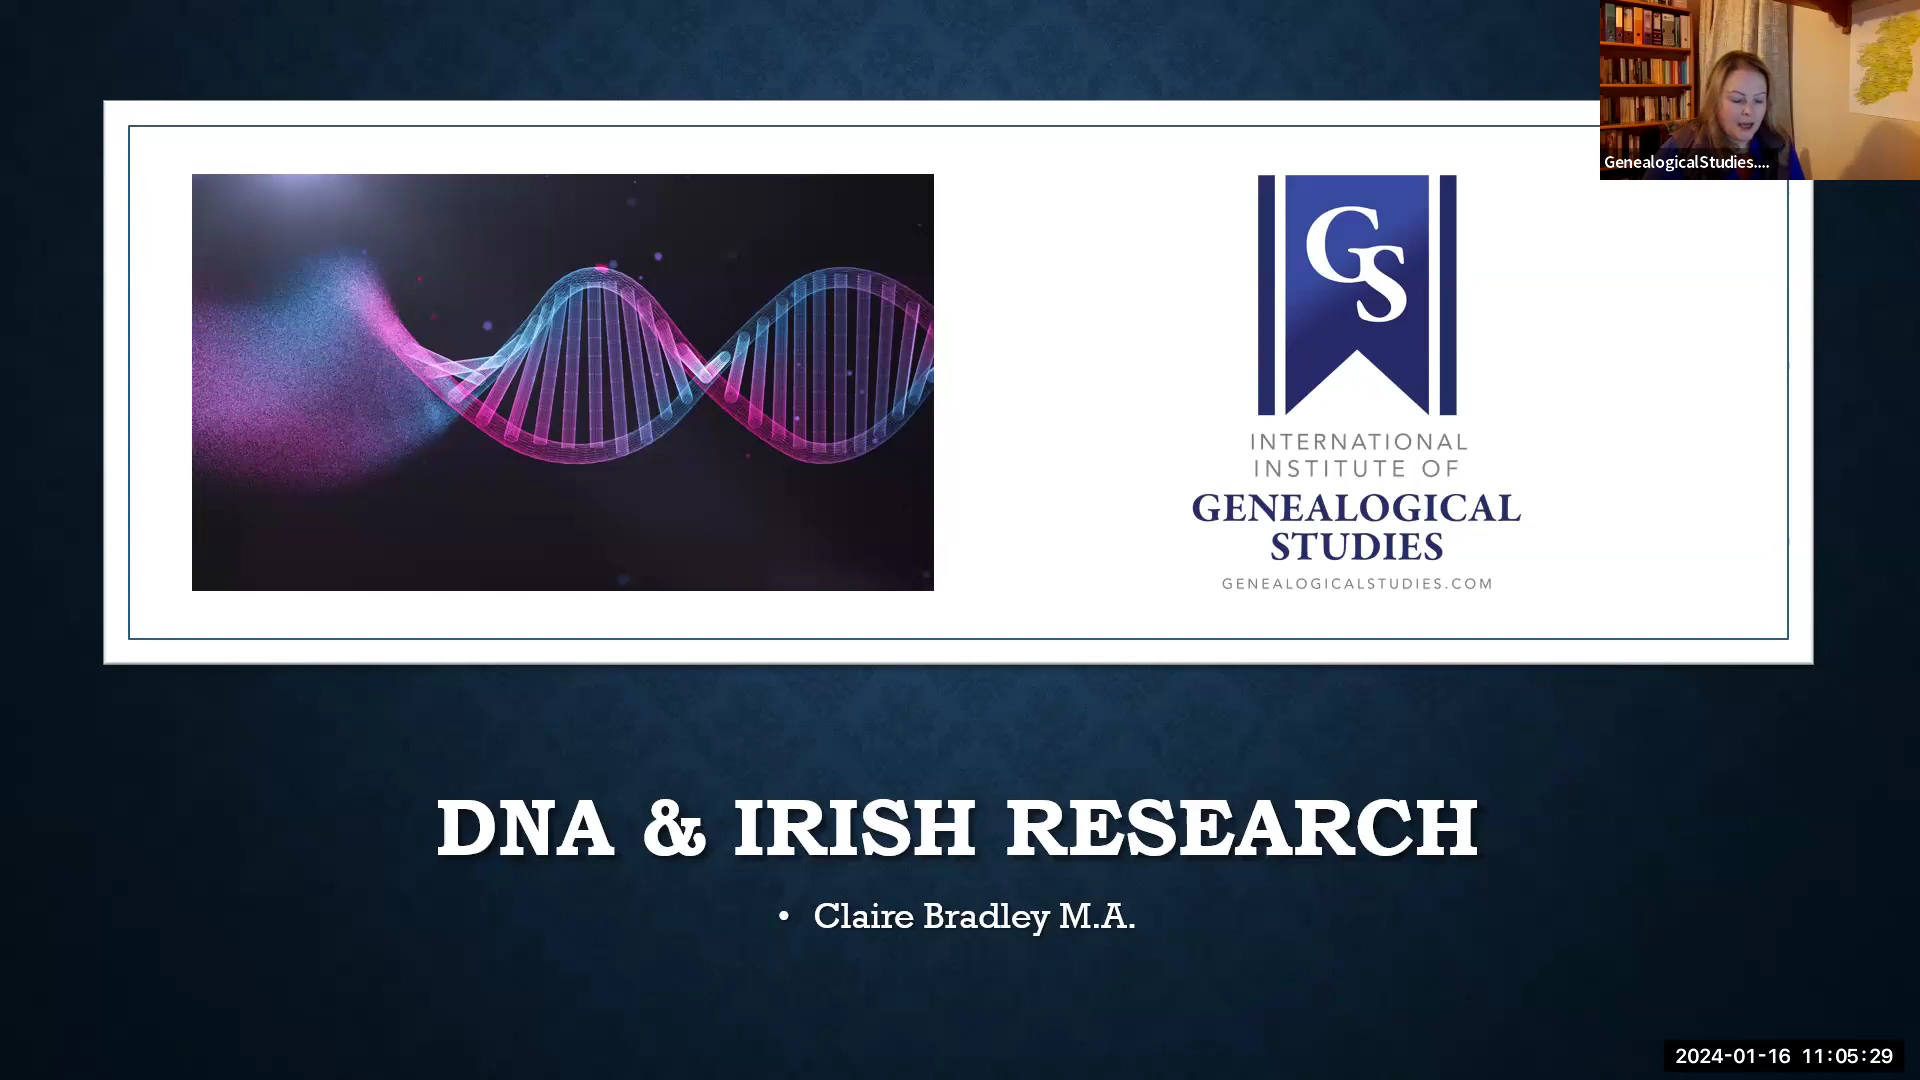 GenealogicalStudies....
GS
INTERNATIONAL
INSTITUTE OF
GENEALOGICAL
STUDIES
GENEALOGICALSTUDIES.COM
DNA & IRISH RESEARCH
• Claire Bradley M.A.
2024-01-16 11:05:29